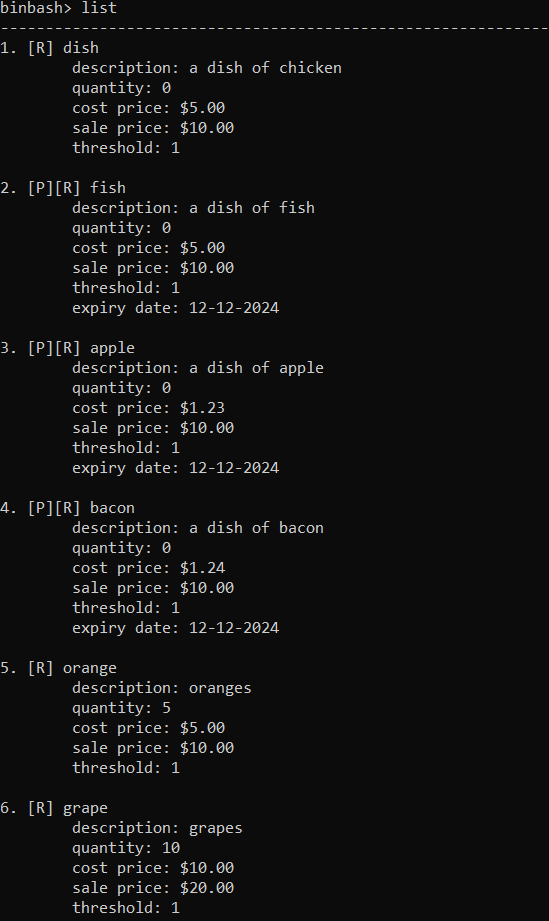 binbash> list
-------------------------------------------------------------
1. [R] dish
        description: a dish of chicken
        quantity: 0
        cost price: $5.00
        sale price: $10.00
        threshold: 1

2. [P][R] fish
        description: a dish of fish
        quantity: 0
        cost price: $5.00
        sale price: $10.00
        threshold: 1
        expiry date: 12-12-2024

3. [P][R] apple
        description: a dish of apple
        quantity: 0
        cost price: $1.23
        sale price: $10.00
        threshold: 1
        expiry date: 12-12-2024

4. [P][R] bacon
        description: a dish of bacon
        quantity: 0
        cost price: $1.24
        sale price: $10.00
        threshold: 1
        expiry date: 12-12-2024

5. [R] orange
        description: oranges
        quantity: 5
        cost price: $5.00
        sale price: $10.00
        threshold: 1

6. [R] grape
        description: grapes
        quantity: 10
        cost price: $10.00
        sale price: $20.00
        threshold: 1